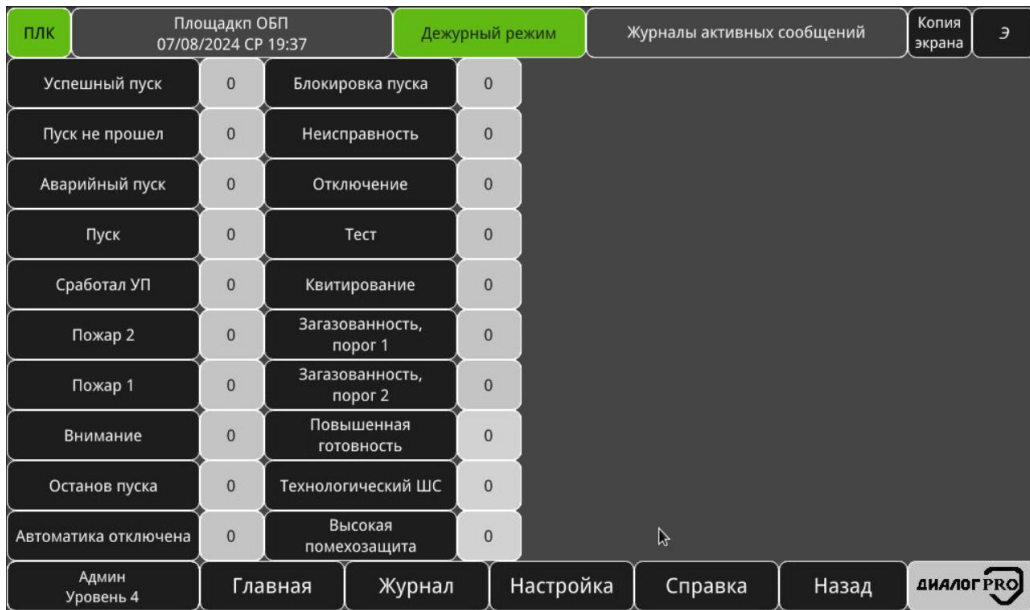 ПЛК
Площадкп ОБП
07/08/2024 СР 19:37
Дежурный режим
Журналы активных сообщений
Копия
экрана
Э
Успешный пуск 0 Блокировка пуска 0
Пуск не прошел 0 Неисправность 0
Аварийный пуск 0 Отключение 0
Пуск 0 Тест 0
Сработал УП 0 Квитирование 0
Пожар 2 0 Загазованность,
порог 1 0
Пожар 1 0 Загазованность,
порог 2 0
Внимание 0 Повышенная
готовность 0
Останов пуска 0 Технологический ШС 0
Автоматика отключена 0 Высокая
помехозащита 0
Админ
Уровень 4
Главная
Журнал
Настройка
Справка
Назад
ДИАЛОГ PRO